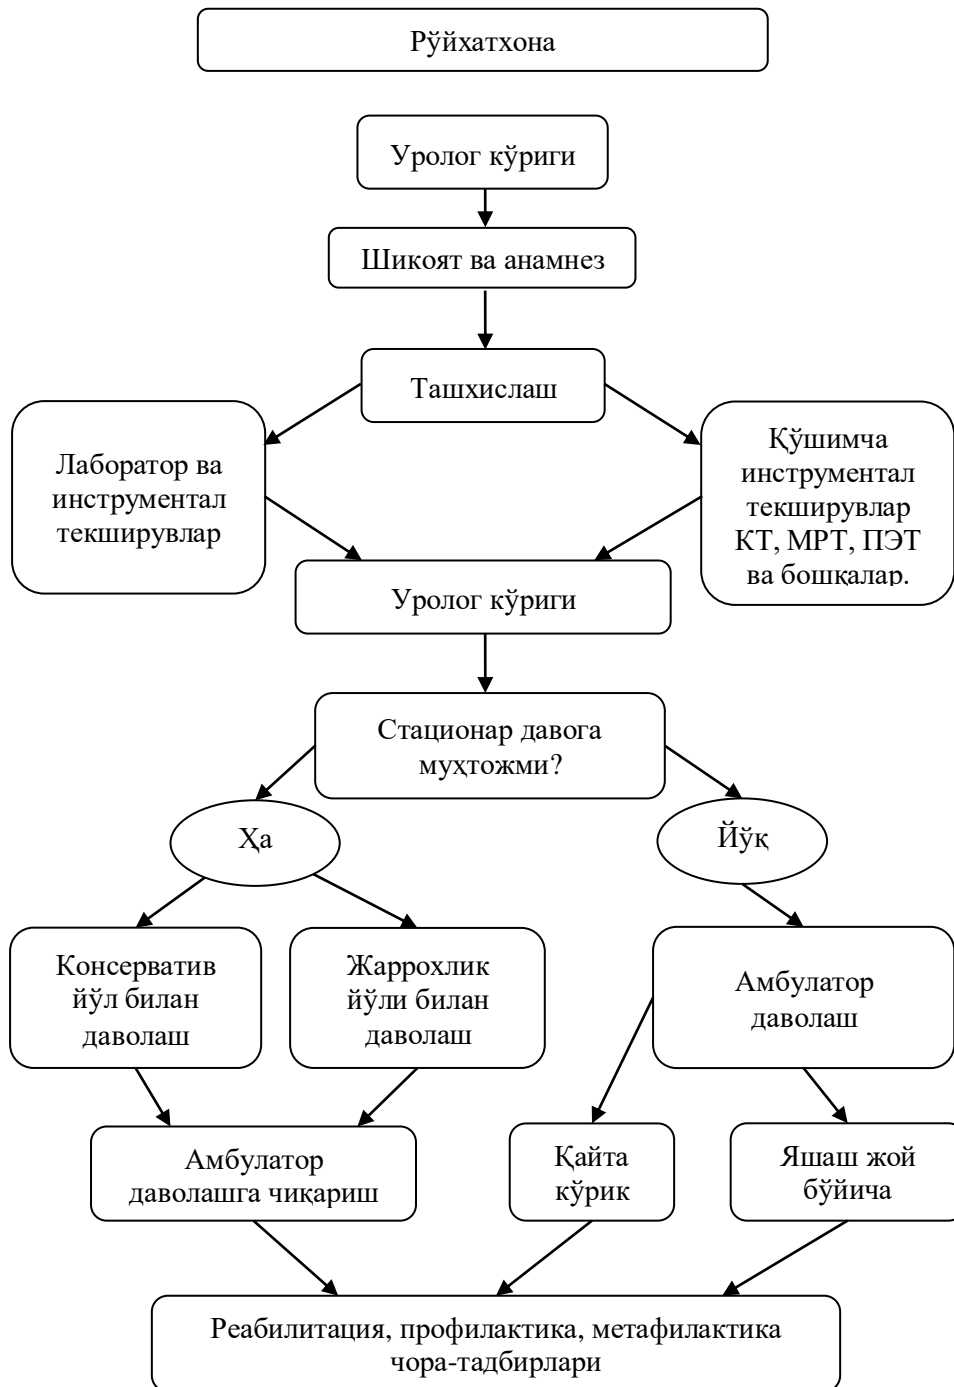 Рўйхатхона
Уролог кўриги
Шикоят ва анамнез
Ташхислаш
Лаборатор ва
инструментал
текширувлар
Қўшимча
инструментал
текширувлар
КТ, МРТ, ПЭТ
ва бошқалар.
Уролог кўриги
Стационар давога
муҳтожми?
Ҳа
Йўқ
Консерватив
йўл билан
даволаш
Жаррохлик
йўли билан
даволаш
Амбулатор
даволаш
Амбулатор
даволашга чиқариш
Қайта
кўрик
Яшаш жой
бўйича
Реабилитация, профилактика, метафилактика
чора-тадбирлари